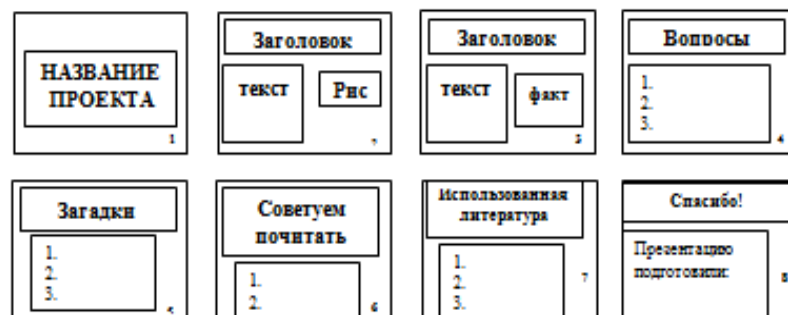 НАЗВАНИЕ
ПРОЕКТА
1
Заголовок
текст
Рис
2
Заголовок
текст
факт
3
Вопросы
1.
2.
3.
4
Загадки
1.
2.
3.
5
Советуем
почитать
1.
2.
6
Использованная
литература
1.
2.
3.
7
Спасибо!
Презентацию
подготовили:
8